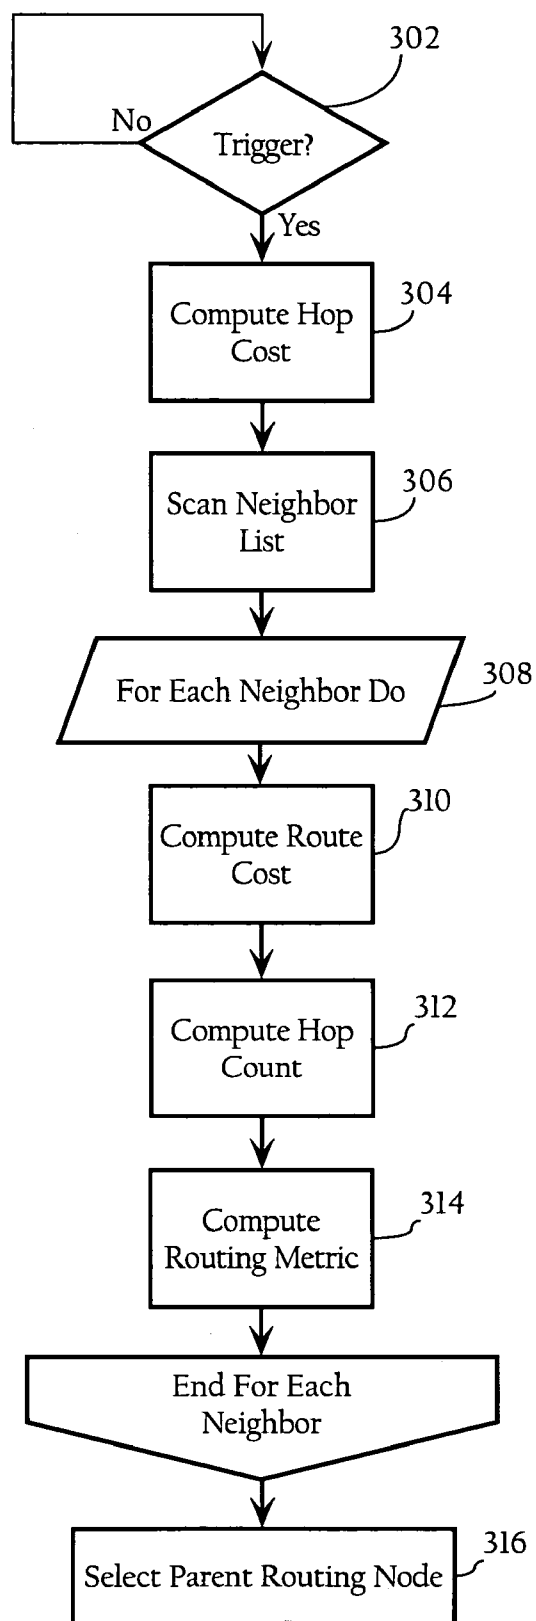 302
No
Trigger?
Yes
304
Compute Hop
Cost
306
Scan Neighbor
List
308
For Each Neighbor Do
310
Compute Route
Cost
312
Compute Hop
Count
314
Compute
Routing Metric
End For Each
Neighbor
316
Select Parent Routing Node